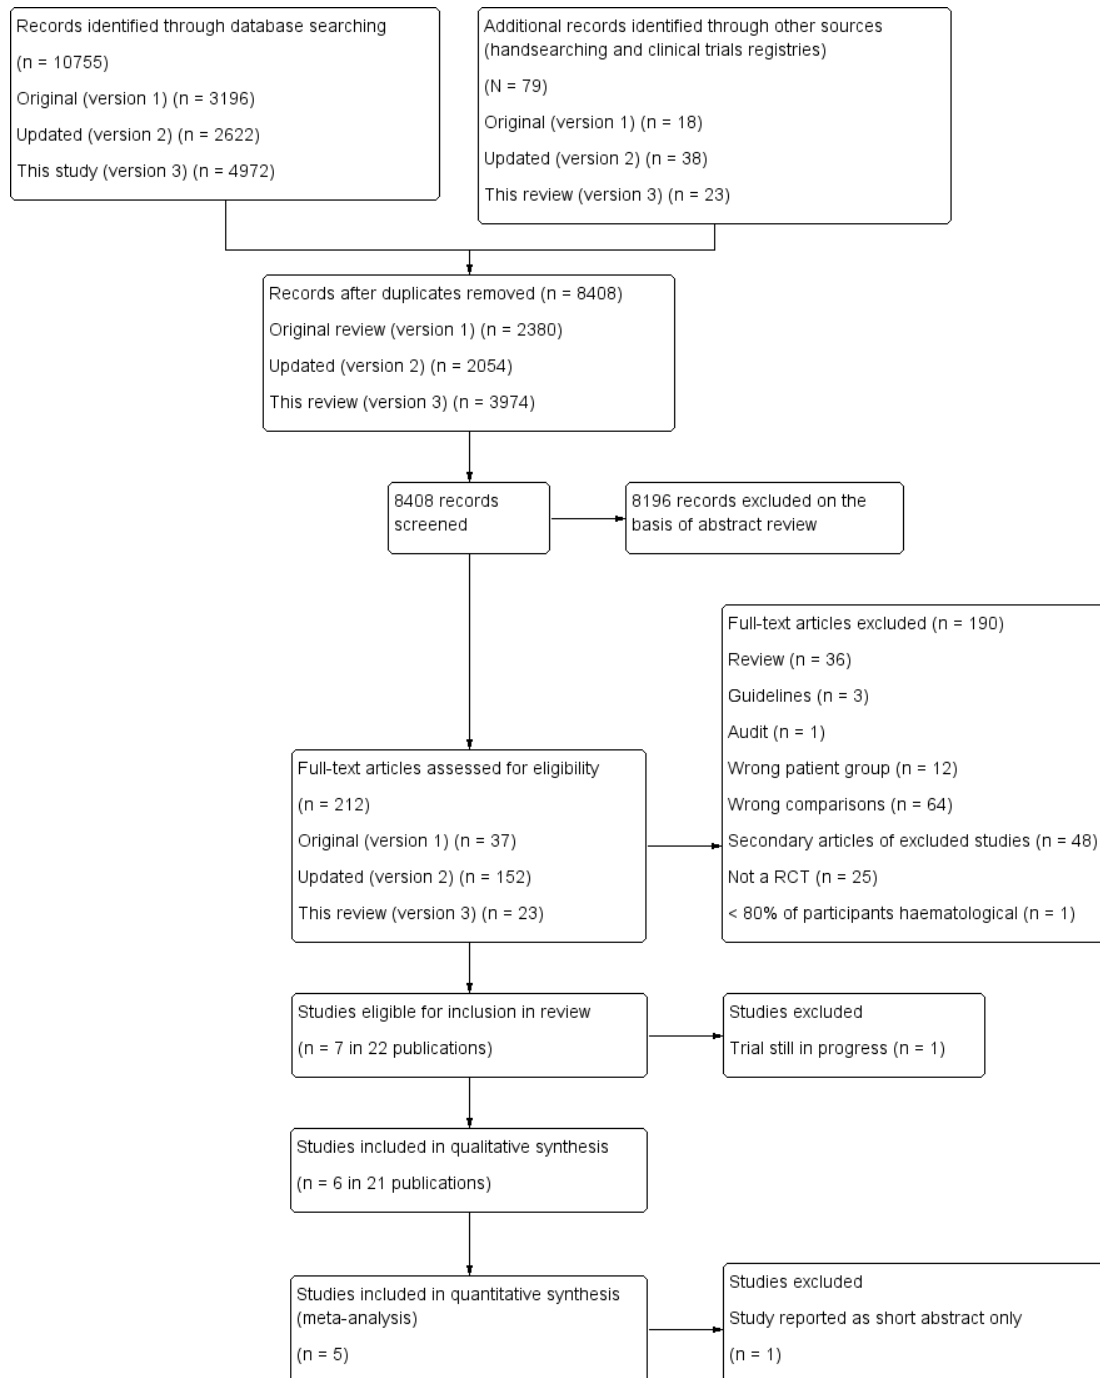 Records identified through database searching
(n = 10755)
Original (version 1) (n = 3196)
Updated (version 2) (n = 2622)
This study (version 3) (n = 4972)
Additional records identified through other sources
(handsearching and clinical trials registries)
(N = 79)
Original (version 1) (n = 18)
Updated (version 2) (n = 38)
This review (version 3) (n = 23)
Records after duplicates removed (n = 8408)
Original review (version 1) (n = 2380)
Updated (version 2) (n = 2054)
This review (version 3) (n = 3974)
8408 records
screened
8196 records excluded on the
basis of abstract review
Full-text articles assessed for eligibility
(n = 212)
Original (version 1) (n = 37)
Updated (version 2) (n = 152)
This review (version 3) (n = 23)
Full-text articles excluded (n = 190)
Review (n = 36)
Guidelines (n = 3)
Audit (n = 1)
Wrong patient group (n = 12)
Wrong comparisons (n = 64)
Secondary articles of excluded studies (n = 48)
Not a RCT (n = 25)
< 80% of participants haematological (n = 1)
Studies eligible for inclusion in review
(n = 7 in 22 publications)
Studies excluded
Trial still in progress (n = 1)
Studies included in qualitative synthesis
(n = 6 in 21 publications)
Studies included in quantitative synthesis
(meta-analysis)
(n = 5)
Studies excluded
Study reported as short abstract only
(n = 1)